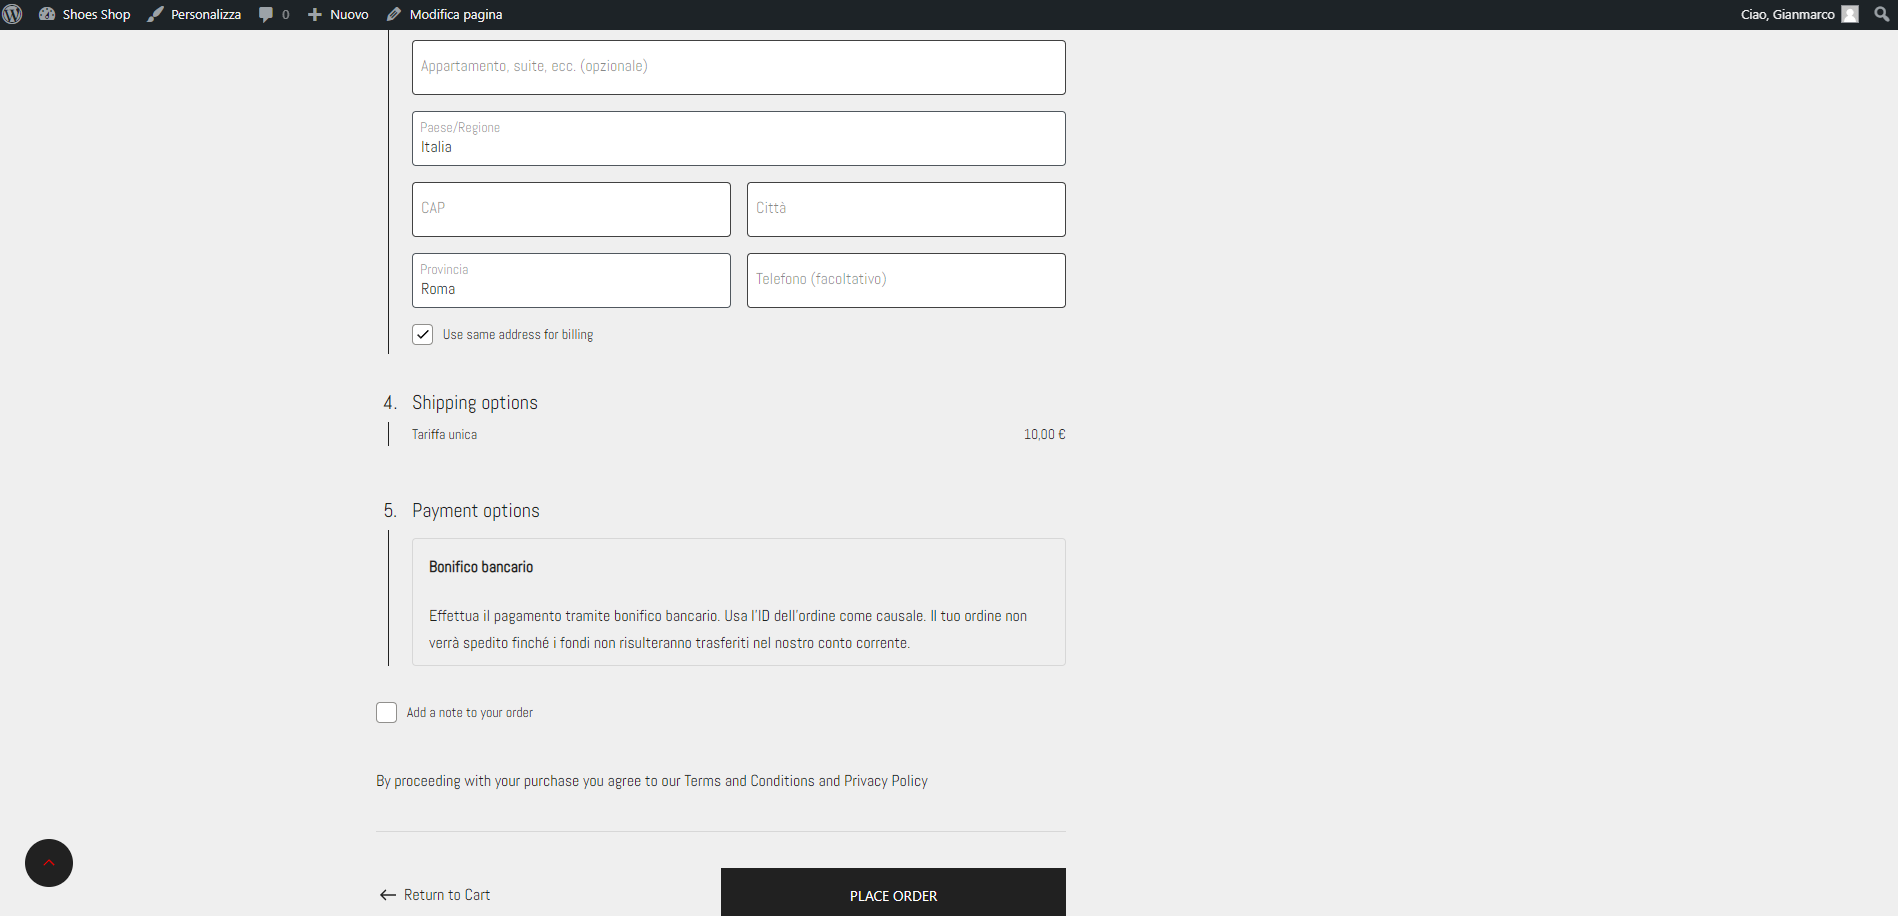 Shoes Shop Personalizza 0 Nuovo Modifica pagina Ciao, Gianmarco
Appartamento, suite, ecc. (opzionale)
Paese/Regione
Italia
CAP Città
Provincia
Roma
Telefono (facoltativo)
Use same address for billing
4. Shipping options
Tariffa unica 10,00 €
5. Payment options
Bonifico bancario
Effettua il pagamento tramite bonifico bancario. Usa l'ID dell'ordine come causale. Il tuo ordine non
verrà spedito finché i fondi non risulteranno trasferiti nel nostro conto corrente.
Add a note to your order
By proceeding with your purchase you agree to our Terms and Conditions and Privacy Policy
Return to Cart PLACE ORDER